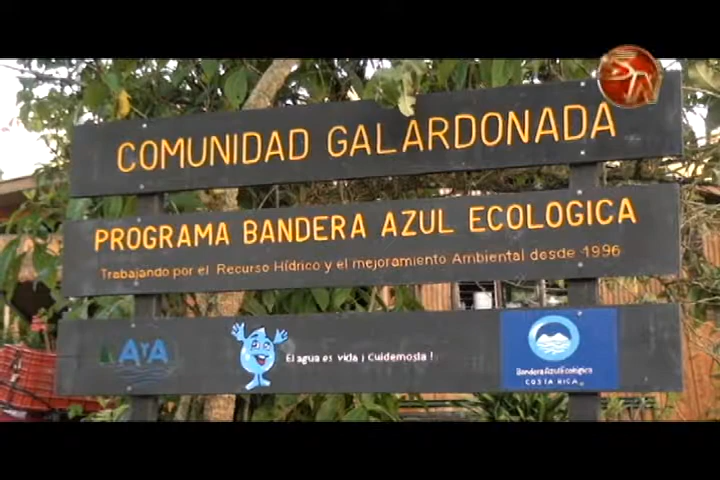 COMUNIDAD GALARDONADA
PROGRAMA BANDERA AZUL ECOLOGICA
Trabajando por el Recurso Hídrico y el mejoramiento Ambiental desde 1996
AyA
El agua es vida ¡ Cuidemosla !
Bandera Azul Ecológica
COSTA RICA